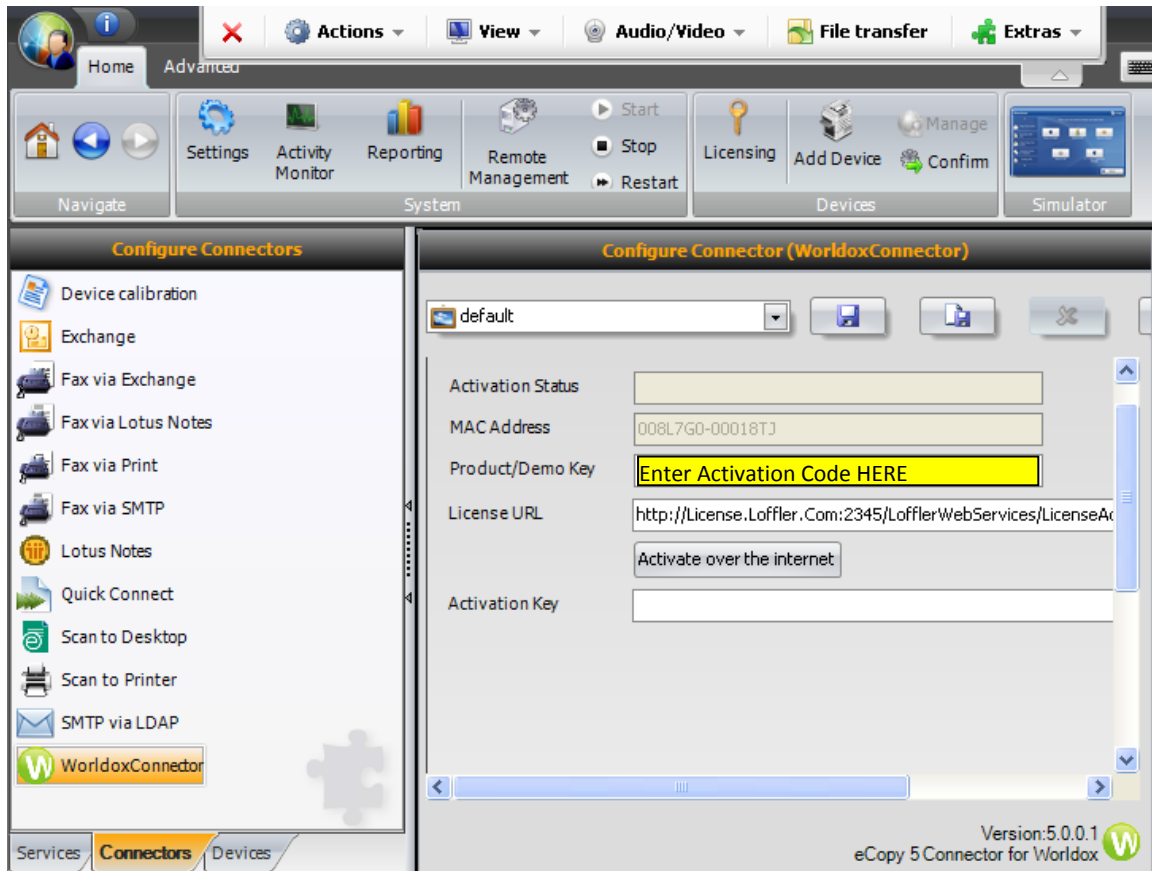 Actions
View
Audio/Video
File transfer
Extras
Home
Advanced
Settings
Activity
Monitor
Reporting
Remote
Management
Start
Stop
Restart
Licensing
Add Device
Manage
Confirm
Navigate
System
Devices
Simulator
Configure Connectors
Device calibration
Exchange
Fax via Exchange
Fax via Lotus Notes
Fax via Print
Fax via SMTP
Lotus Notes
Quick Connect
Scan to Desktop
Scan to Printer
SMTP via LDAP
WorldoxConnector
Services
Connectors
Devices
Configure Connector (WorldoxConnector)
default
Activation Status
MAC Address
008L7G0-00018TJ
Product/Demo Key
Enter Activation Code HERE
License URL
http://License.Loffler.Com:2345/LofflerWebServices/LicenseAc
Activate over the internet
Activation Key
Version:5.0.0.1
eCopy 5 Connector for Worldox
W